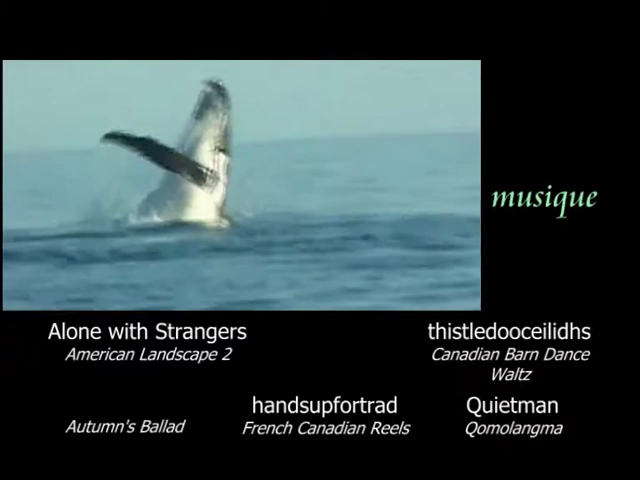 musique
Alone with Strangers
American Landscape 2
thistledooceilidhs
Canadian Barn Dance
Waltz
Autumn's Ballad
handsupfortrad
French Canadian Reels
Quietman
Qomolangma